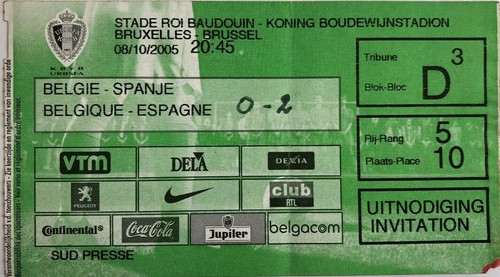 STADE ROI BAUDOUIN - KONING BOUDEWIJNSTADION
BRUXELLES - BRUSSEL
08/10/2005 20:45
K.B.V.B
URBSFA
BELGIE - SPANJE
BELGIQUE - ESPAGNE 0-2
Tribune 3
Blok-Bloc D
Rij-Rang 5
Plaats-Place 10
UITNODIGING
INVITATION
VTM
DELA
DEXIA
PEUGEOT
club
RTL
Continental
Coca-Cola
Jupiler
belgacom
SUD PRESSE